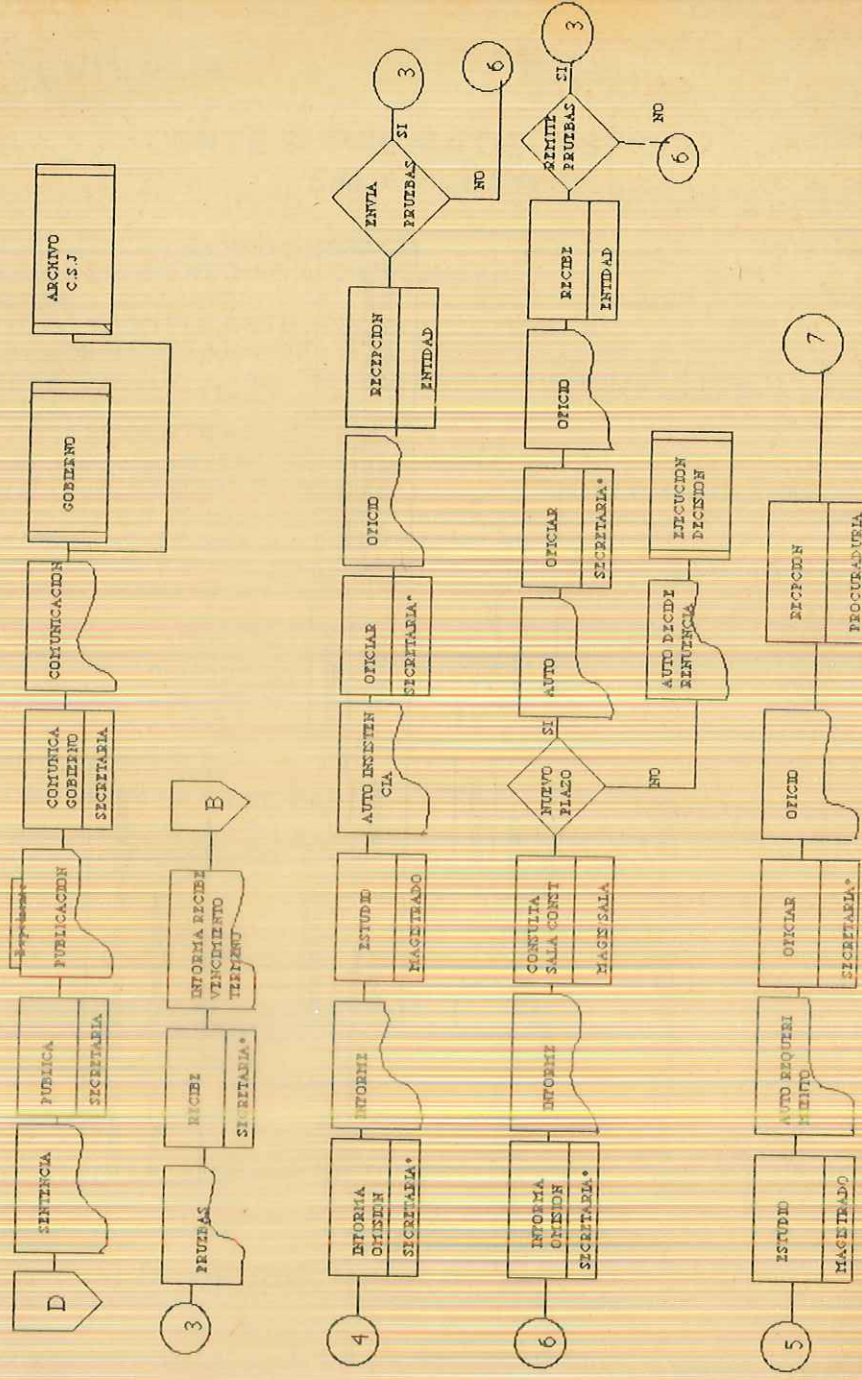 D
SENTENCIA
PUBLICA
SECRETARIA
Expediente
PUBLICACION
COMUNICA
GOBIERNO
SECRETARIA
COMUNICACION
GOBIERNO
ARCHIVO
C.S.J
3
PRUEBAS
RECIBE
SECRETARIA*
INFORMA RECIBE
VENCIMIENTO
TERMINO
B
4
INFORMA
OMISION
SECRETARIA*
INFORME
ESTUDIO
MAGISTRADO
AUTO INSISTEN
CIA
OFICIAR
SECRETARIA*
OFICIO
RECEPCION
ENTIDAD
ENVIA
PRUEBAS
SI
3
NO
6
6
INFORMA
OMISION
SECRETARIA*
INFORME
CONSULTA
SALA CONST
MAGIS/SALA
NUEVO
PLAZO
SI
AUTO
OFICIAR
SECRETARIA*
OFICIO
RECIBE
ENTIDAD
REMITE
PRUEBAS
SI
3
NO
6
NO
AUTO DECIDE
RENUENCIA
EJECUCION
DECISION
5
ESTUDIO
MAGISTRADO
AUTO REQUERI
MIENTO
OFICIAR
SECRETARIA*
OFICIO
RECPCION
PROCURADURIA
7